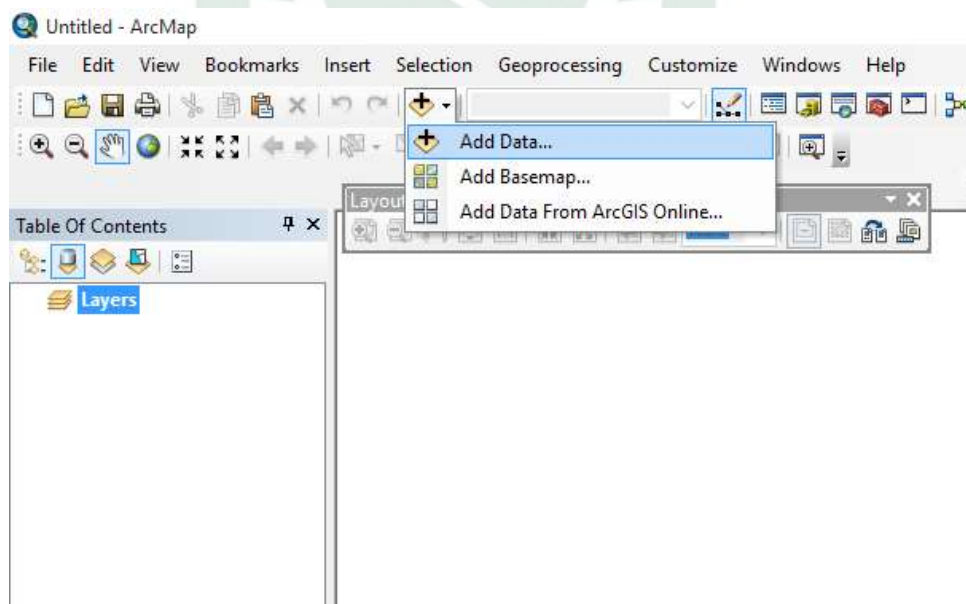 Untitled - ArcMap
File Edit View Bookmarks Insert Selection Geoprocessing Customize Windows Help
Add Data...
Add Basemap...
Add Data From ArcGIS Online...
Layou
Table Of Contents
Layers